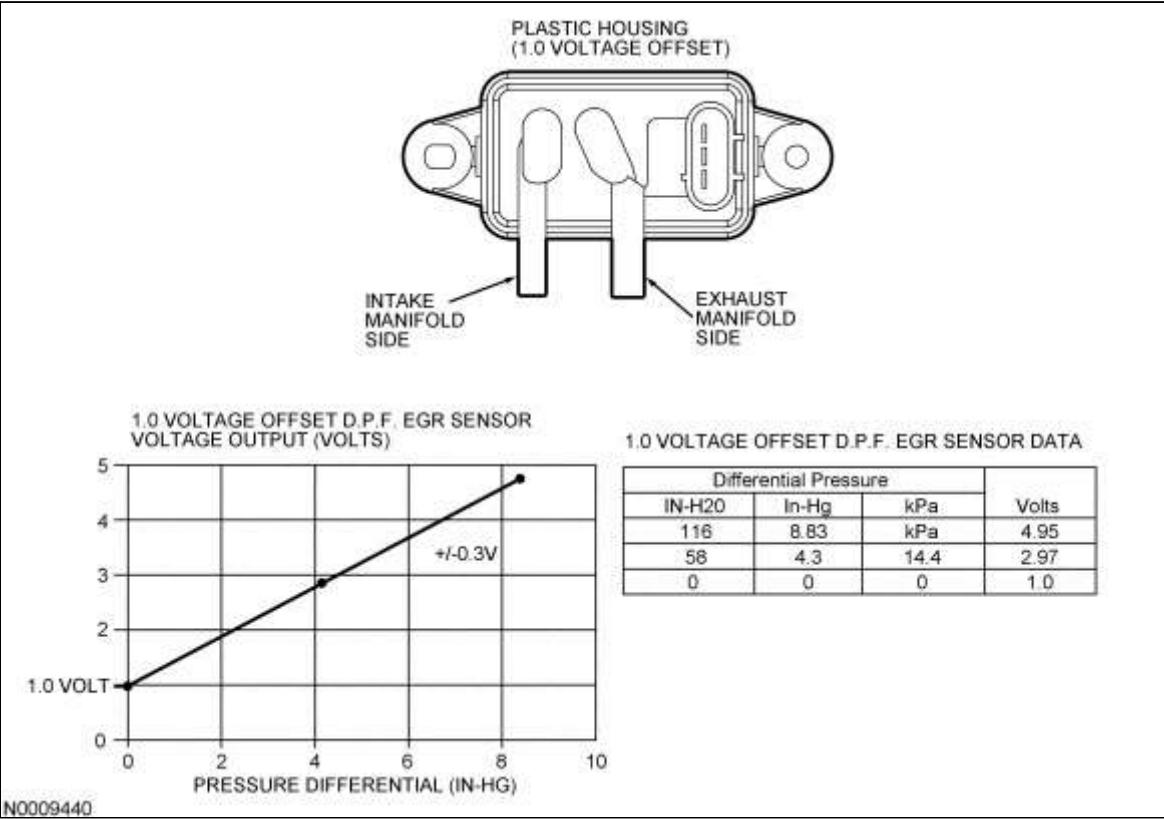 PLASTIC HOUSING
(1.0 VOLTAGE OFFSET)
INTAKE
MANIFOLD
SIDE
EXHAUST
MANIFOLD
SIDE
1.0 VOLTAGE OFFSET D.P.F. EGR SENSOR
VOLTAGE OUTPUT (VOLTS)
5
4
3
2
1.0 VOLT
0
+/-0.3V
0 2 4 6 8 10
PRESSURE DIFFERENTIAL (IN-HG)
1.0 VOLTAGE OFFSET D.P.F. EGR SENSOR DATA
Differential Pressure
IN-H20 In-Hg kPa Volts
116 8.83 kPa 4.95
58 4.3 14.4 2.97
0 0 0 1.0
N0009440